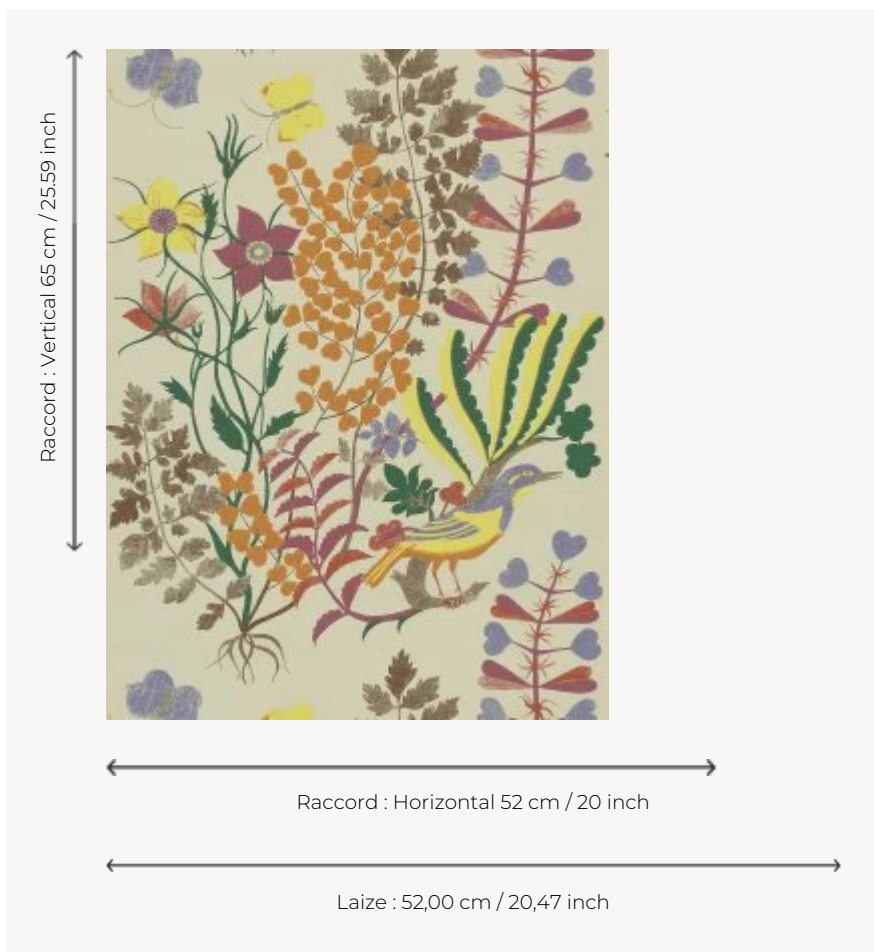 Raccord : Vertical 65 cm / 25.59 inch
Raccord : Horizontal 52 cm / 20 inch
Laize : 52,00 cm / 20,47 inch